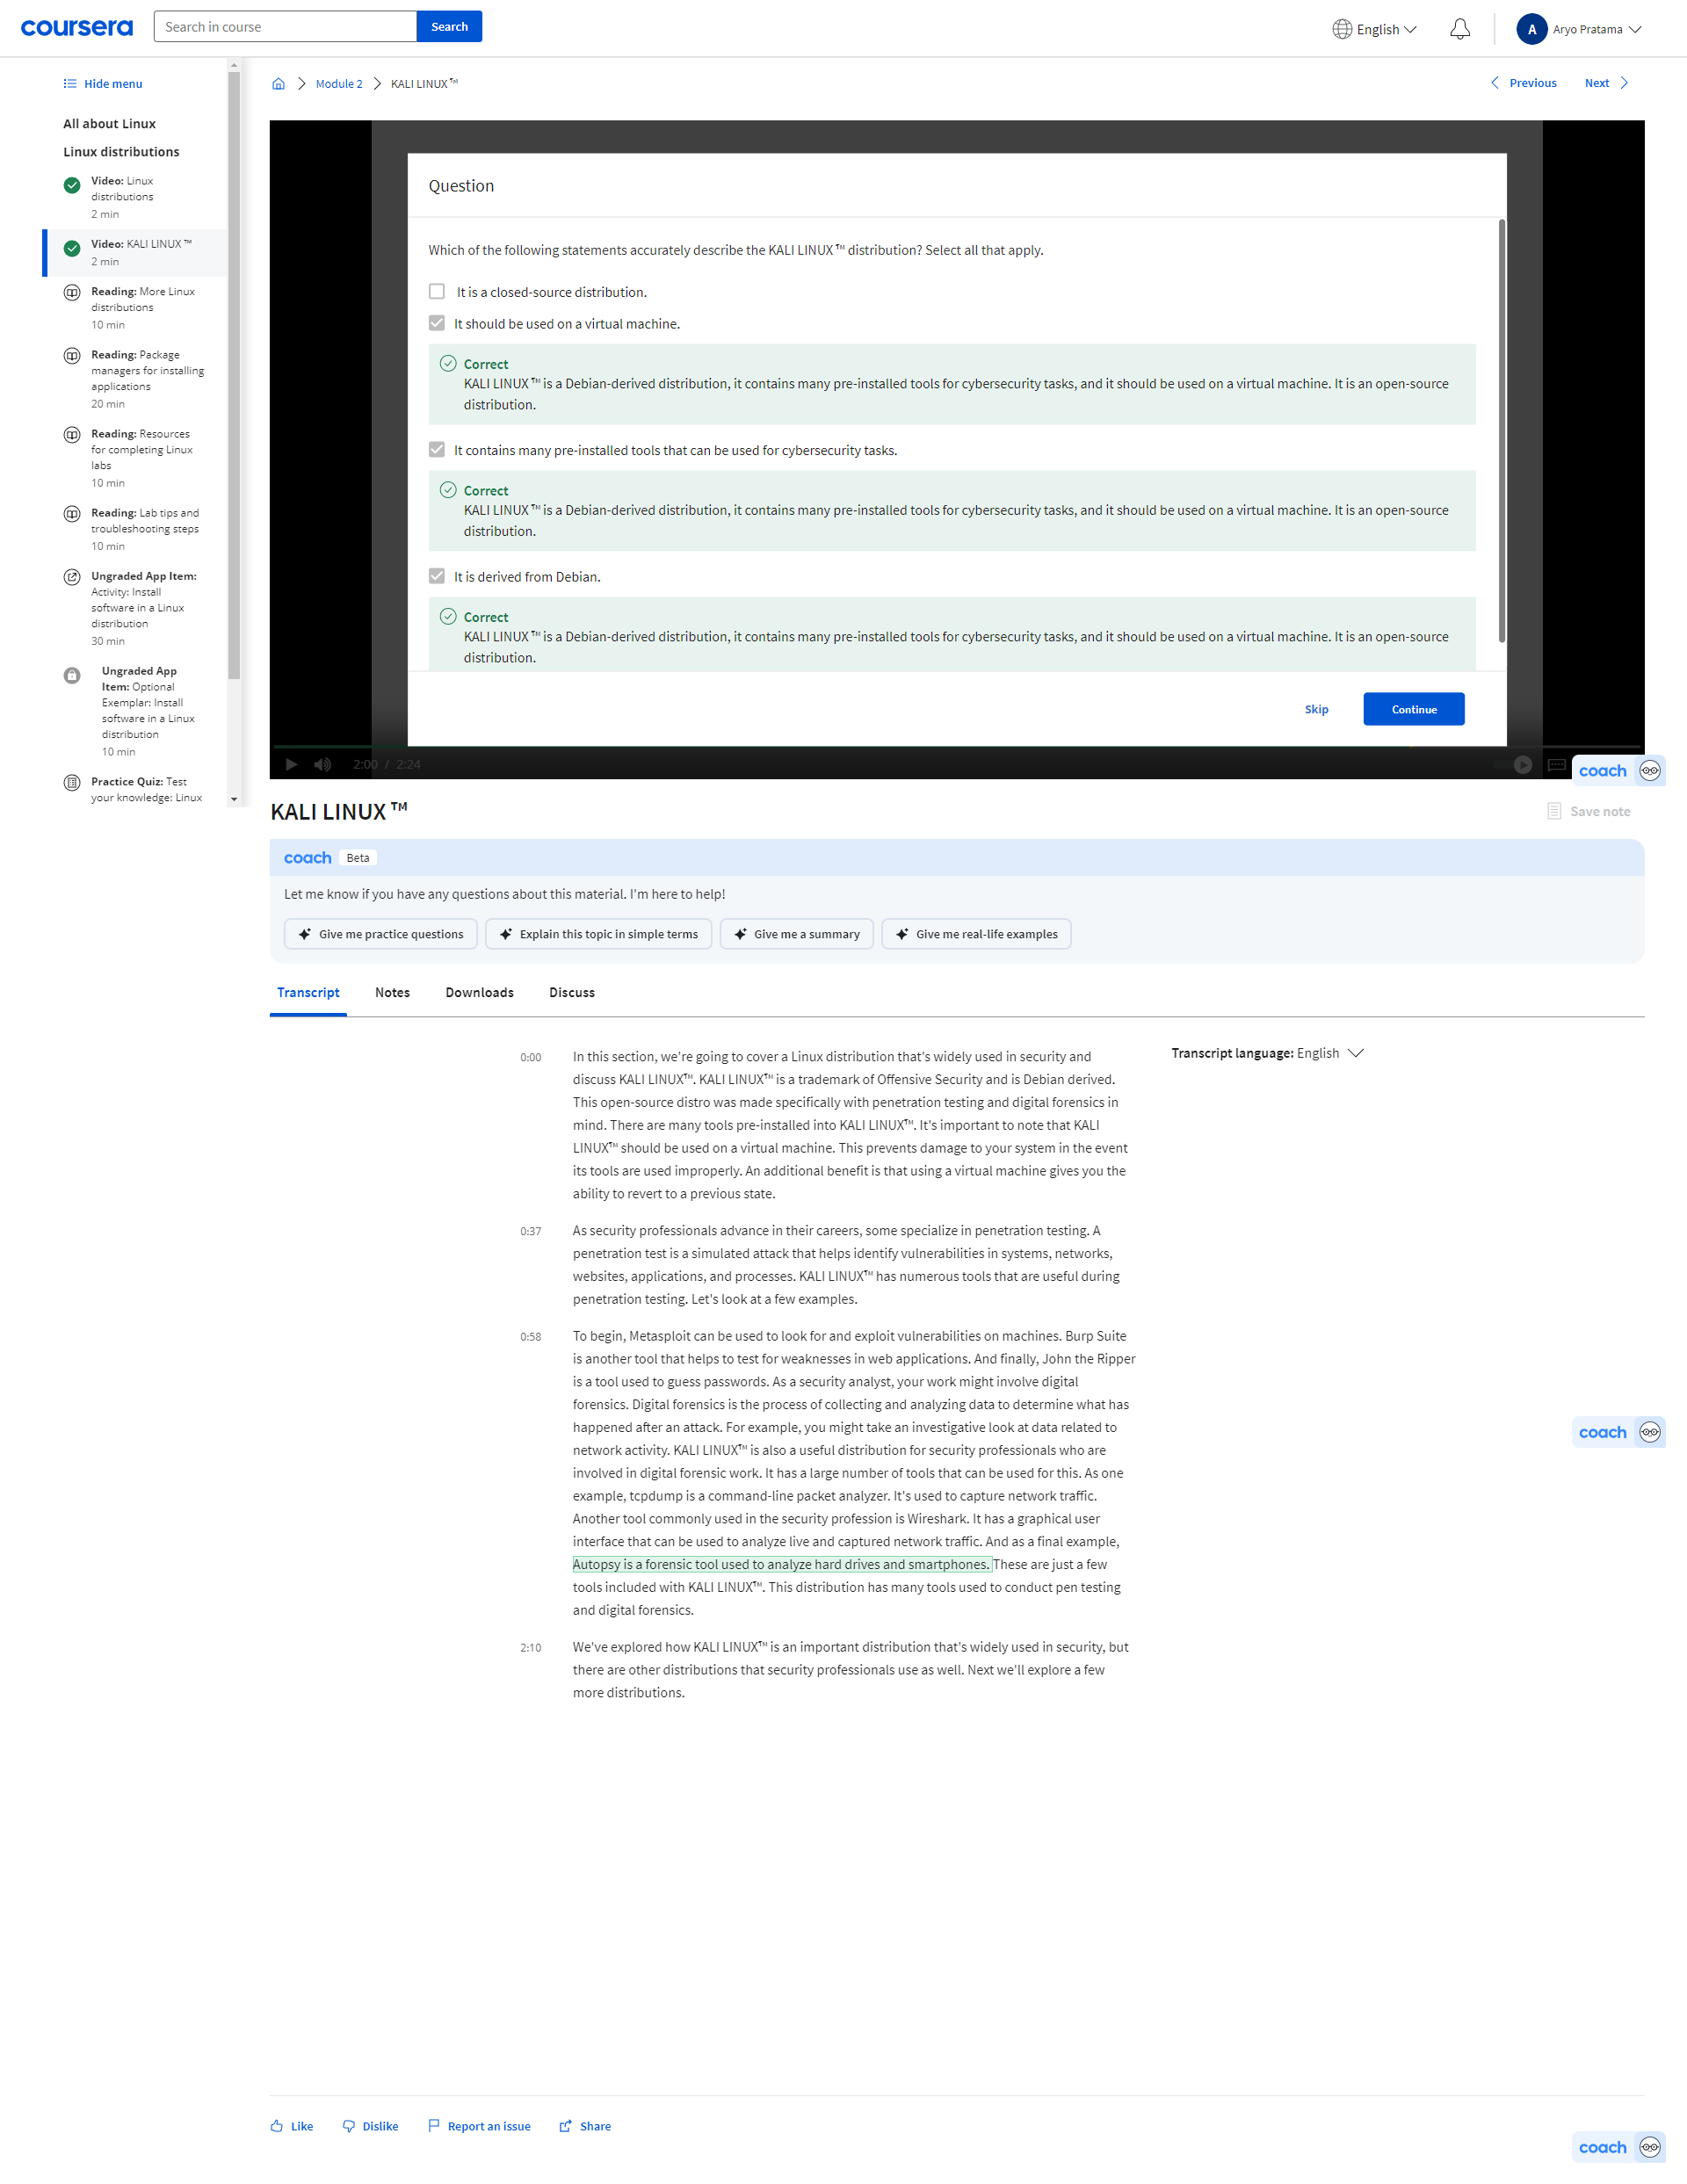 coursera
Search in course
Search
English
A
Aryo Pratama
Hide menu
All about Linux
Linux distributions
Video: Linux
distributions
2 min
Video: KALI LINUX ™
2 min
Reading: More Linux
distributions
10 min
Reading: Package
managers for installing
applications
20 min
Reading: Resources
for completing Linux
labs
10 min
Reading: Lab tips and
troubleshooting steps
10 min
Ungraded App Item:
Activity: Install
software in a Linux
distribution
30 min
Ungraded App
Item: Optional
Exemplar: Install
software in a Linux
distribution
10 min
Practice Quiz: Test
your knowledge: Linux
Module 2
KALI LINUX ™
Previous
Next
Question
Which of the following statements accurately describe the KALI LINUX ™ distribution? Select all that apply.
It is a closed-source distribution.
It should be used on a virtual machine.
Correct
KALI LINUX ™ is a Debian-derived distribution, it contains many pre-installed tools for cybersecurity tasks, and it should be used on a virtual machine. It is an open-source
distribution.
It contains many pre-installed tools that can be used for cybersecurity tasks.
Correct
KALI LINUX ™ is a Debian-derived distribution, it contains many pre-installed tools for cybersecurity tasks, and it should be used on a virtual machine. It is an open-source
distribution.
It is derived from Debian.
Correct
KALI LINUX ™ is a Debian-derived distribution, it contains many pre-installed tools for cybersecurity tasks, and it should be used on a virtual machine. It is an open-source
distribution.
Skip
Continue
2:00 / 2:24
coach
KALI LINUX ™
Save note
coach Beta
Let me know if you have any questions about this material. I'm here to help!
Give me practice questions
Explain this topic in simple terms
Give me a summary
Give me real-life examples
Transcript
Notes
Downloads
Discuss
Transcript language: English
0:00
In this section, we're going to cover a Linux distribution that's widely used in security and
discuss KALI LINUX™. KALI LINUX™ is a trademark of Offensive Security and is Debian derived.
This open-source distro was made specifically with penetration testing and digital forensics in
mind. There are many tools pre-installed into KALI LINUX™. It's important to note that KALI
LINUX™ should be used on a virtual machine. This prevents damage to your system in the event
its tools are used improperly. An additional benefit is that using a virtual machine gives you the
ability to revert to a previous state.
0:37
As security professionals advance in their careers, some specialize in penetration testing. A
penetration test is a simulated attack that helps identify vulnerabilities in systems, networks,
websites, applications, and processes. KALI LINUX™ has numerous tools that are useful during
penetration testing. Let's look at a few examples.
0:58
To begin, Metasploit can be used to look for and exploit vulnerabilities on machines. Burp Suite
is another tool that helps to test for weaknesses in web applications. And finally, John the Ripper
is a tool used to guess passwords. As a security analyst, your work might involve digital
forensics. Digital forensics is the process of collecting and analyzing data to determine what has
happened after an attack. For example, you might take an investigative look at data related to
network activity. KALI LINUX™ is also a useful distribution for security professionals who are
involved in digital forensic work. It has a large number of tools that can be used for this. As one
example, tcpdump is a command-line packet analyzer. It's used to capture network traffic.
Another tool commonly used in the security profession is Wireshark. It has a graphical user
interface that can be used to analyze live and captured network traffic. And as a final example,
Autopsy is a forensic tool used to analyze hard drives and smartphones. These are just a few
tools included with KALI LINUX™. This distribution has many tools used to conduct pen testing
and digital forensics.
coach
2:10
We've explored how KALI LINUX™ is an important distribution that's widely used in security, but
there are other distributions that security professionals use as well. Next we'll explore a few
more distributions.
Like
Dislike
Report an issue
Share
coach